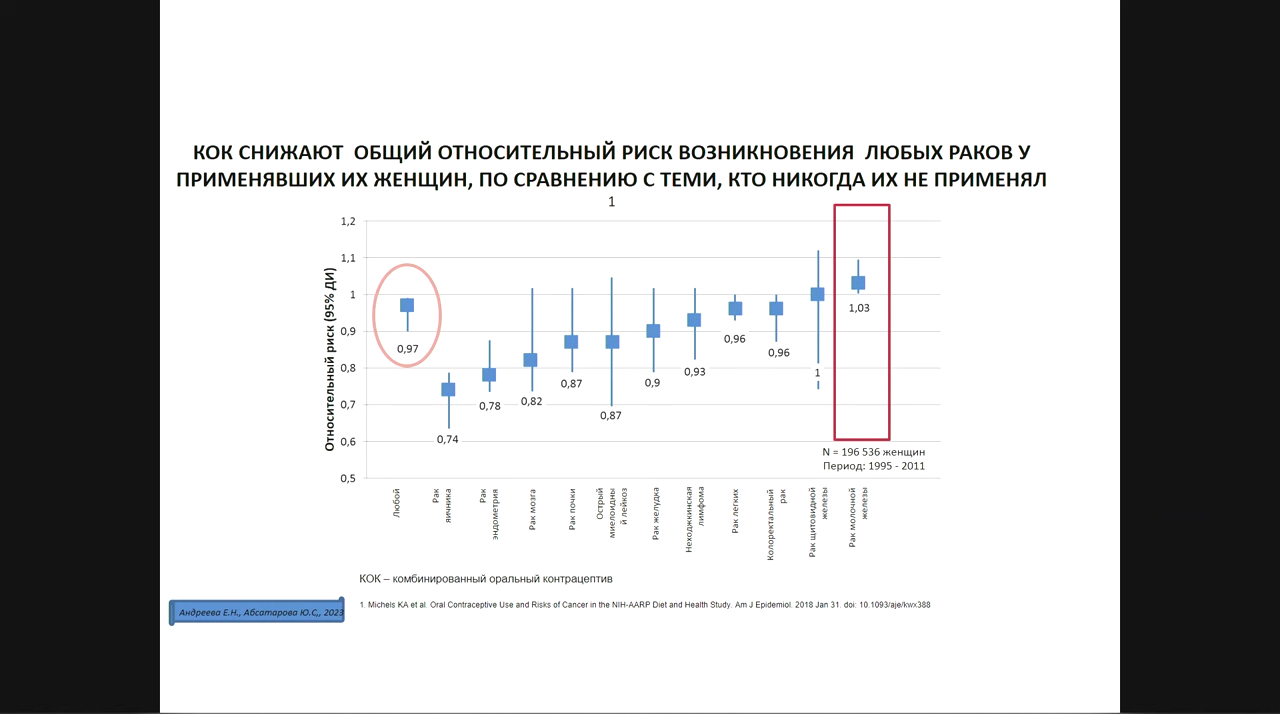 КОК СНИЖАЮТ ОБЩИЙ ОТНОСИТЕЛЬНЫЙ РИСК ВОЗНИКНОВЕНИЯ ЛЮБЫХ РАКОВ У
ПРИМЕНЯВШИХ ИХ ЖЕНЩИН, ПО СРАВНЕНИЮ С ТЕМИ, КТО НИКОГДА ИХ НЕ ПРИМЕНЯЛ
1
Относительный риск (95% ДИ)
1,2
1,1
1
0,9
0,8
0,7
0,6
0,5
0,97
0,74
0,78
0,82
0,87
0,87
0,9
0,93
0,96
0,96
1
1,03
N = 196 536 женщин
Период: 1995 - 2011
Любой
Рак
яичника
Рак
эндометрия
Рак мозга
Рак почки
Острый
миелоидны
й лейкоз
Рак желудка
Неходжкинская
лимфома
Рак легких
Колоректальный
рак
Рак щитовидной
железы
Рак молочной
железы
КОК – комбинированный оральный контрацептив
Андреева Е.Н., Абсатарова Ю.С,, 2023
1. Michels KA et al. Oral Contraceptive Use and Risks of Cancer in the NIH-AARP Diet and Health Study. Am J Epidemiol. 2018 Jan 31. doi: 10.1093/aje/kwx388